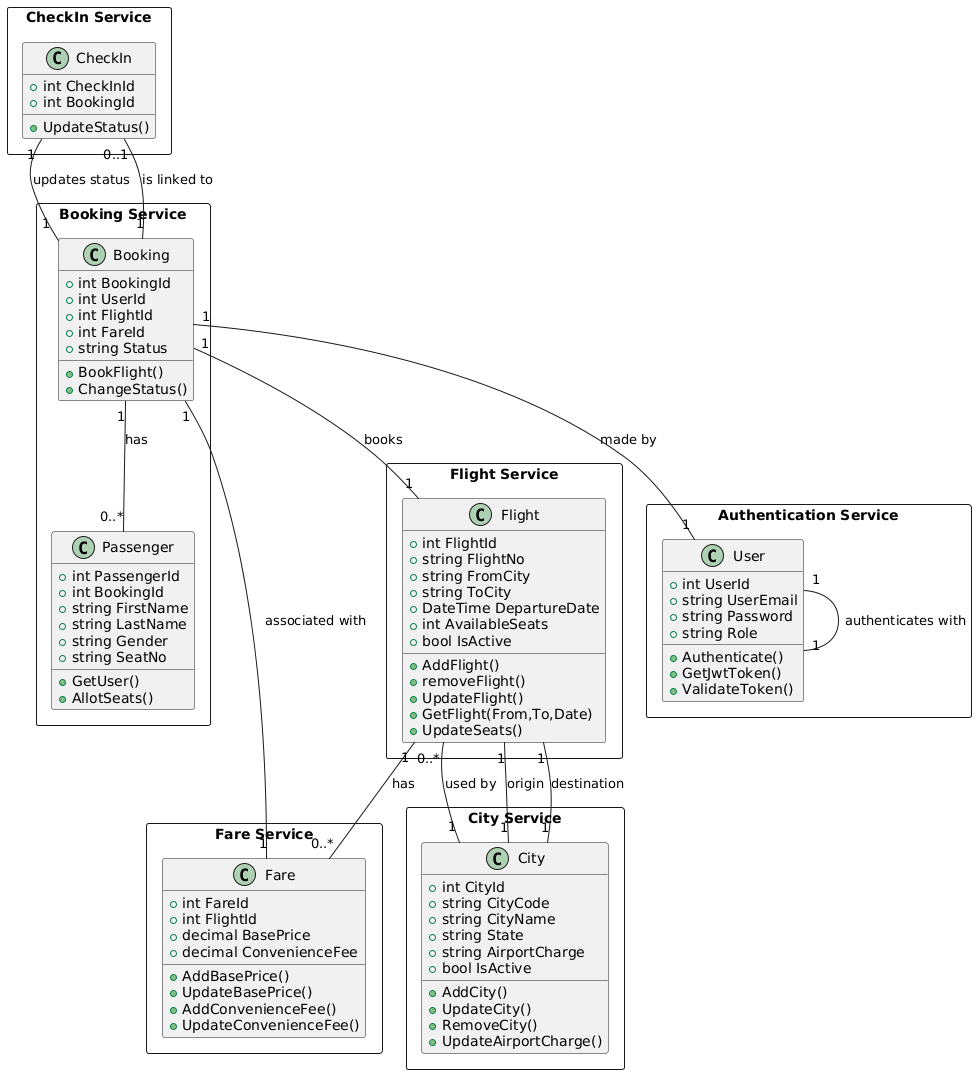 CheckIn Service
C CheckIn
int CheckInId
int BookingId
UpdateStatus()
1
0..1
updates status
is linked to
1
1
Booking Service
C Booking
int BookingId
int UserId
int FlightId
int FareId
string Status
BookFlight()
ChangeStatus()
1
1
1
1
has
books
made by
0..*
1
1
C Passenger
int PassengerId
int BookingId
string FirstName
string LastName
string Gender
string SeatNo
GetUser()
AllotSeats()
associated with
Flight Service
C Flight
int FlightId
string FlightNo
string FromCity
string ToCity
DateTime DepartureDate
int AvailableSeats
bool IsActive
AddFlight()
removeFlight()
UpdateFlight()
GetFlight(From,To,Date)
UpdateSeats()
Authentication Service
C User
int UserId
string UserEmail
string Password
string Role
Authenticate()
GetJwtToken()
ValidateToken()
1
authenticates with
1
1
0..*
1
1
has
used by
origin
destination
1
0..*
1
1
1
Fare Service
C Fare
int FareId
int FlightId
decimal BasePrice
decimal ConvenienceFee
AddBasePrice()
UpdateBasePrice()
AddConvenienceFee()
UpdateConvenienceFee()
City Service
C City
int CityId
string CityCode
string CityName
string State
string AirportCharge
bool IsActive
AddCity()
UpdateCity()
RemoveCity()
UpdateAirportCharge()